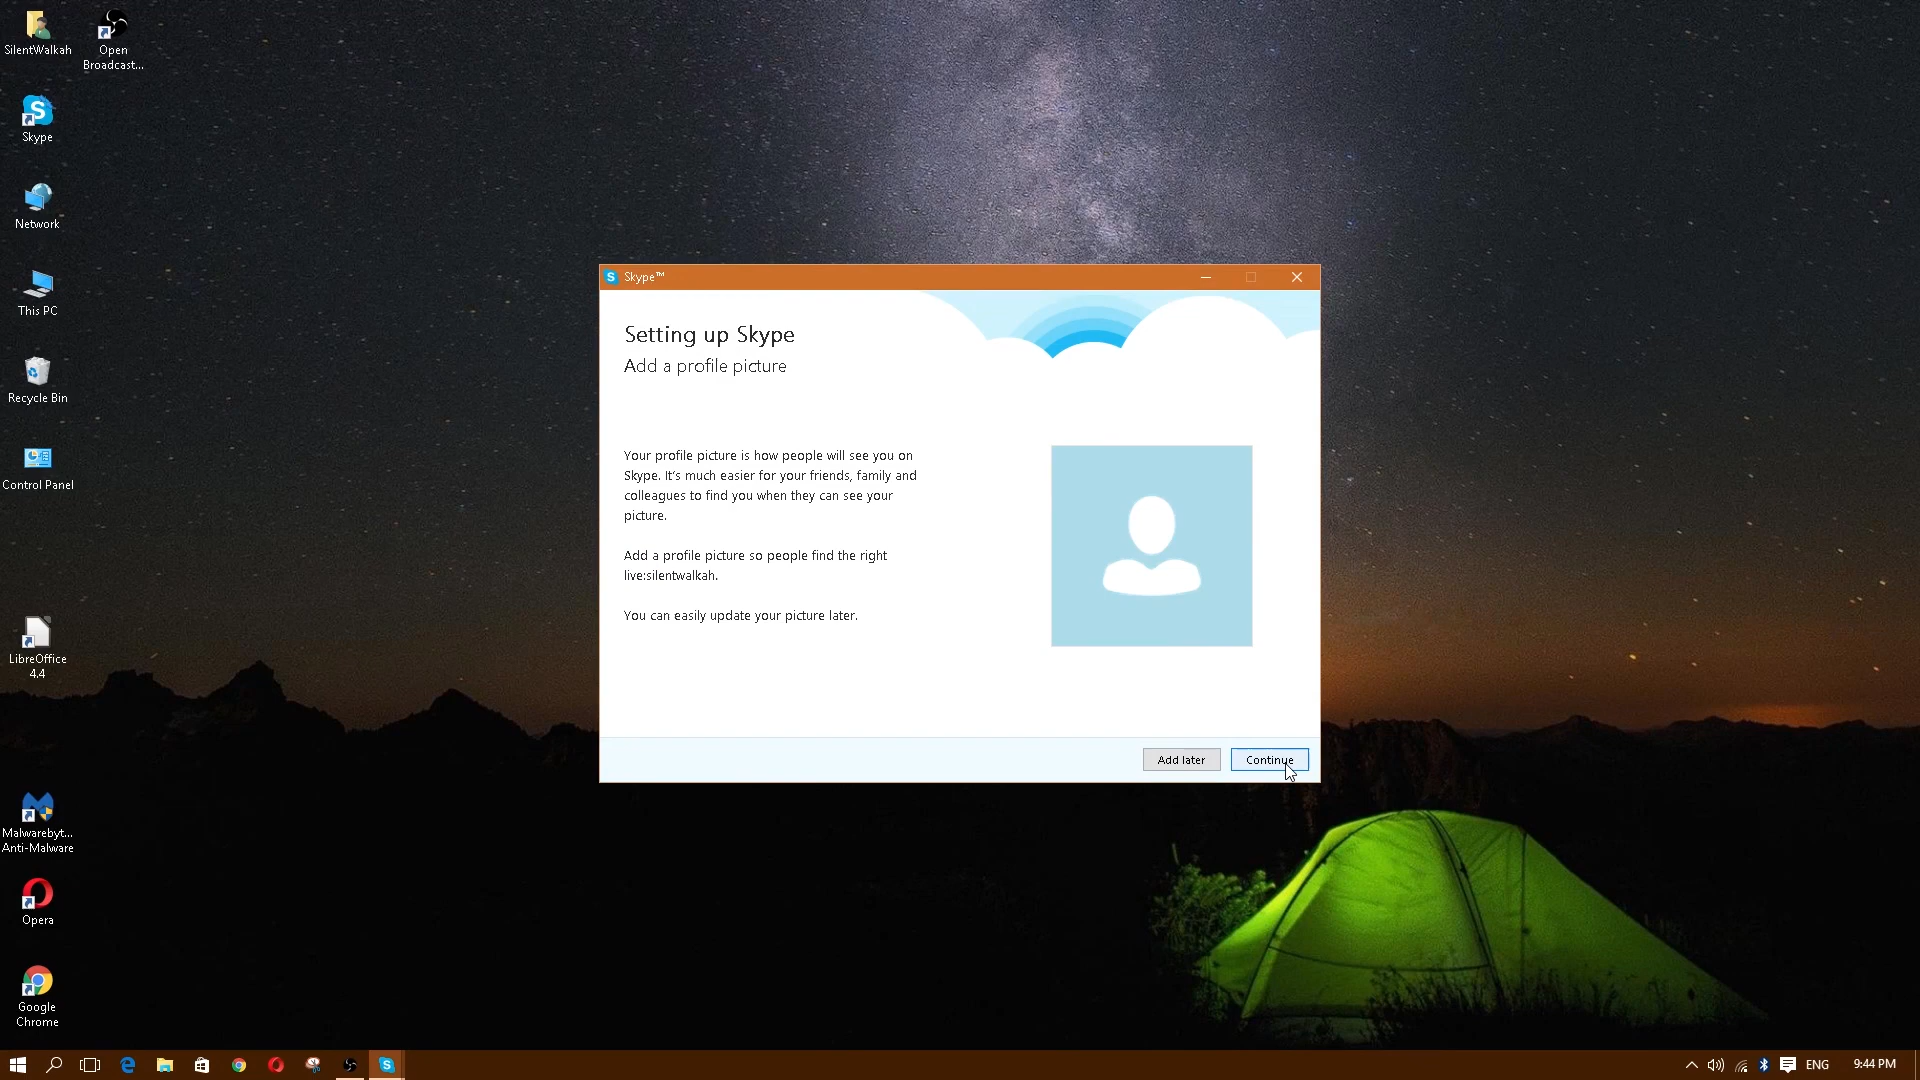 SilentWalkah
Open
Broadcast...
Skype
Network
This PC
Recycle Bin
Control Panel
LibreOffice
4.4
Malwarebyt...
Anti-Malware
Opera
Google
Chrome
S Skype™
Setting up Skype
Add a profile picture
Your profile picture is how people will see you on
Skype. It's much easier for your friends, family and
colleagues to find you when they can see your
picture.
Add a profile picture so people find the right
live:silentwalkah.
You can easily update your picture later.
Add later
Continue
ENG
9:44 PM